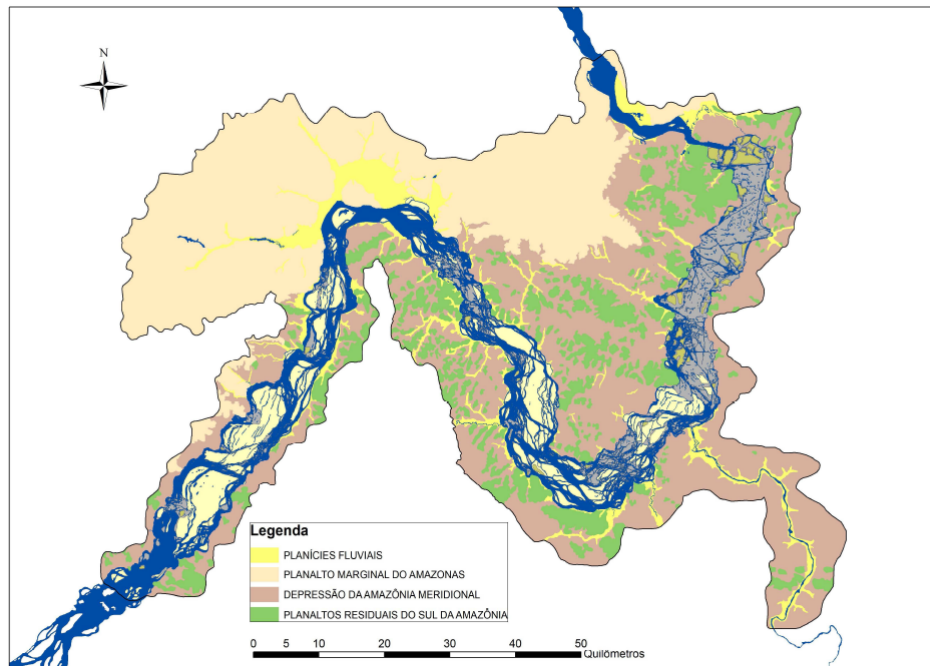 N
Legenda
PLANÍCIES FLUVIAIS
PLANALTO MARGINAL DO AMAZONAS
DEPRESSÃO DA AMAZÔNIA MERIDIONAL
PLANALTOS RESIDUAIS DO SUL DA AMAZÔNIA
0 5 10 20 30 40 50
Quilômetros